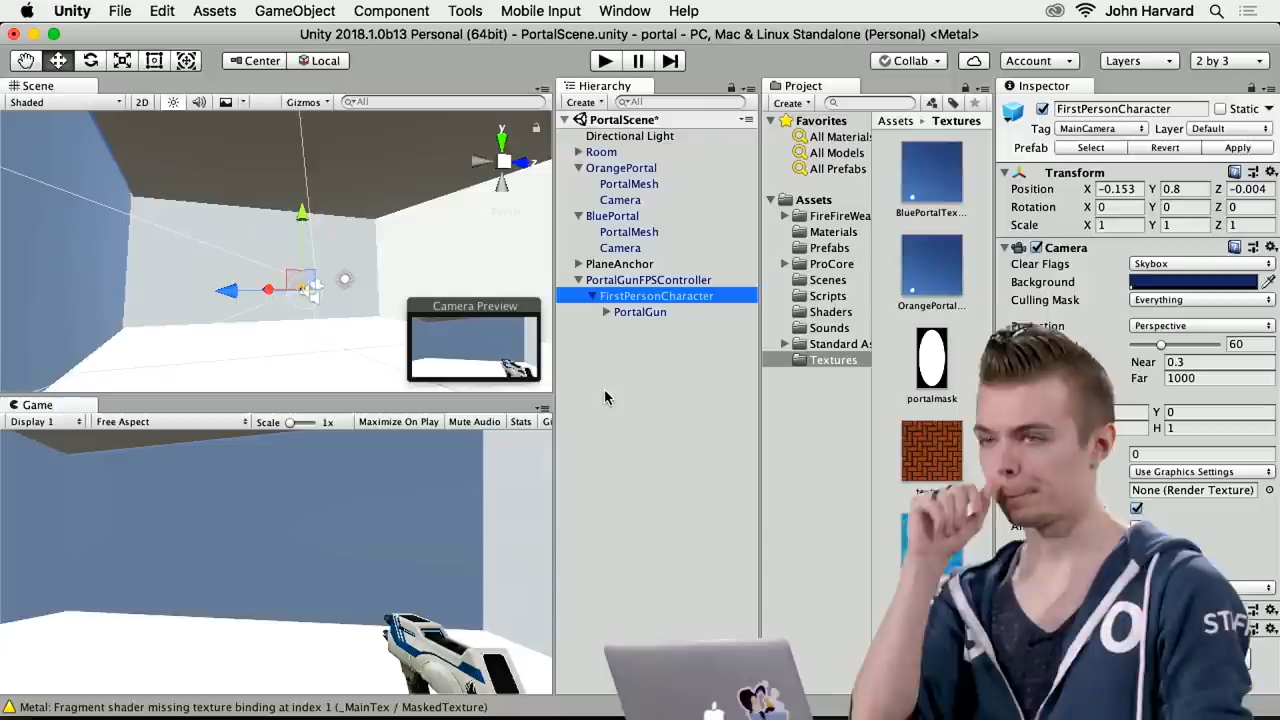 Unity File Edit Assets GameObject Component Tools Mobile Input Window Help John Harvard
Unity 2018.1.0b13 Personal (64bit) - PortalScene.unity - portal - PC, Mac & Linux Standalone (Personal) <Metal>
Center Local Collab Account Layers 2 by 3
Scene
Shaded 2D Gizmos All
y
z
Camera Preview
Game
Display 1 Free Aspect Scale 1x Maximize On Play Mute Audio Stats
Hierarchy
Create All
PortalScene*
Directional Light
Room
OrangePortal
PortalMesh
Camera
BluePortal
PortalMesh
Camera
PlaneAnchor
PortalGunFPSController
FirstPersonCharacter
PortalGun
Project
Create
Favorites
All Materials
All Models
All Prefabs
Assets
FireFireWea
Materials
Prefabs
ProCore
Scenes
Scripts
Shaders
Sounds
Standard As
Textures
Assets Textures
BluePortalTex...
OrangePortal...
portalmask
Inspector
FirstPersonCharacter Static
Tag MainCamera Layer Default
Prefab Select Revert Apply
Transform
Position X -0.153 Y 0.8 Z -0.004
Rotation X 0 Y 0 Z 0
Scale X 1 Y 1 Z 1
Camera
Clear Flags Skybox
Background
Culling Mask Everything
Perspective
60
Near 0.3
Far 1000
Y 0
H 1
0
Use Graphics Settings
None (Render Texture)
STAFF
Metal: Fragment shader missing texture binding at index 1 (_MainTex / MaskedTexture)